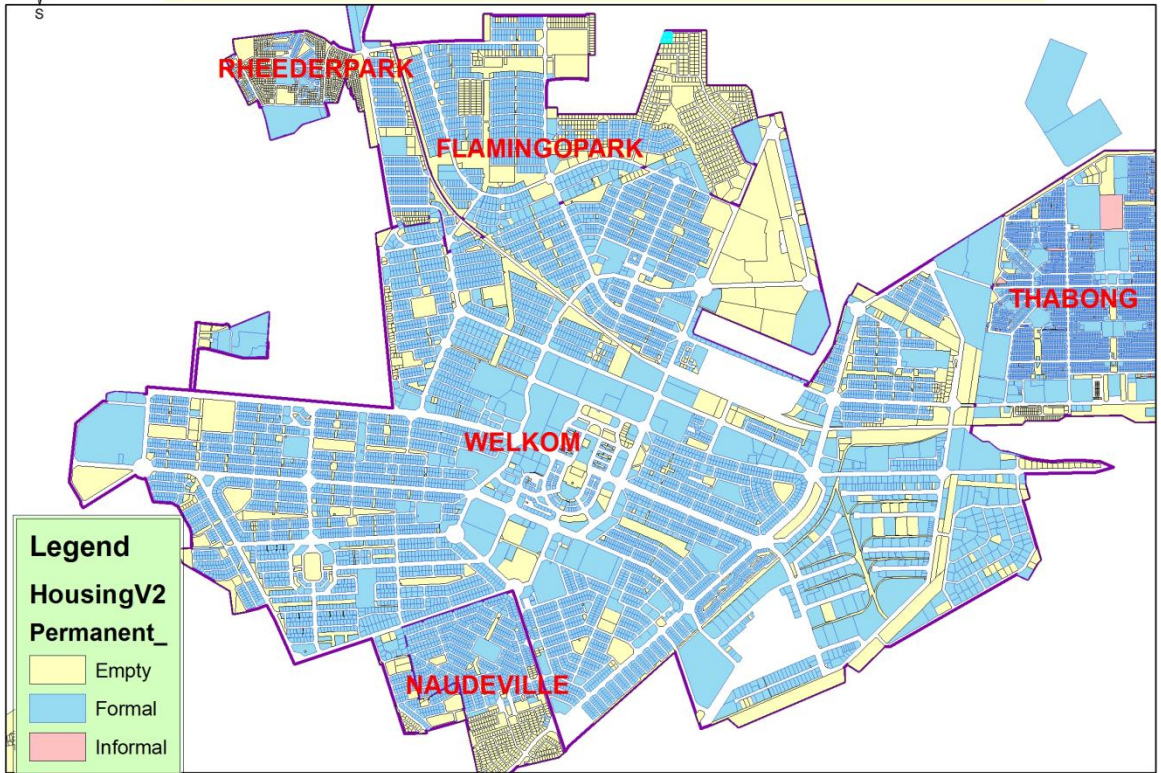 S
RHEEDERPARK
FLAMINGOPARK
THABONG
WELKOM
NAUDEVILLE
Legend
HousingV2
Permanent_
Empty
Formal
Informal